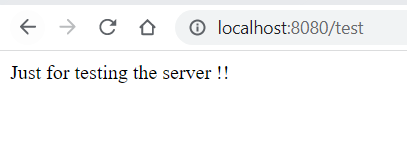 localhost:8080/test
Just for testing the server !!